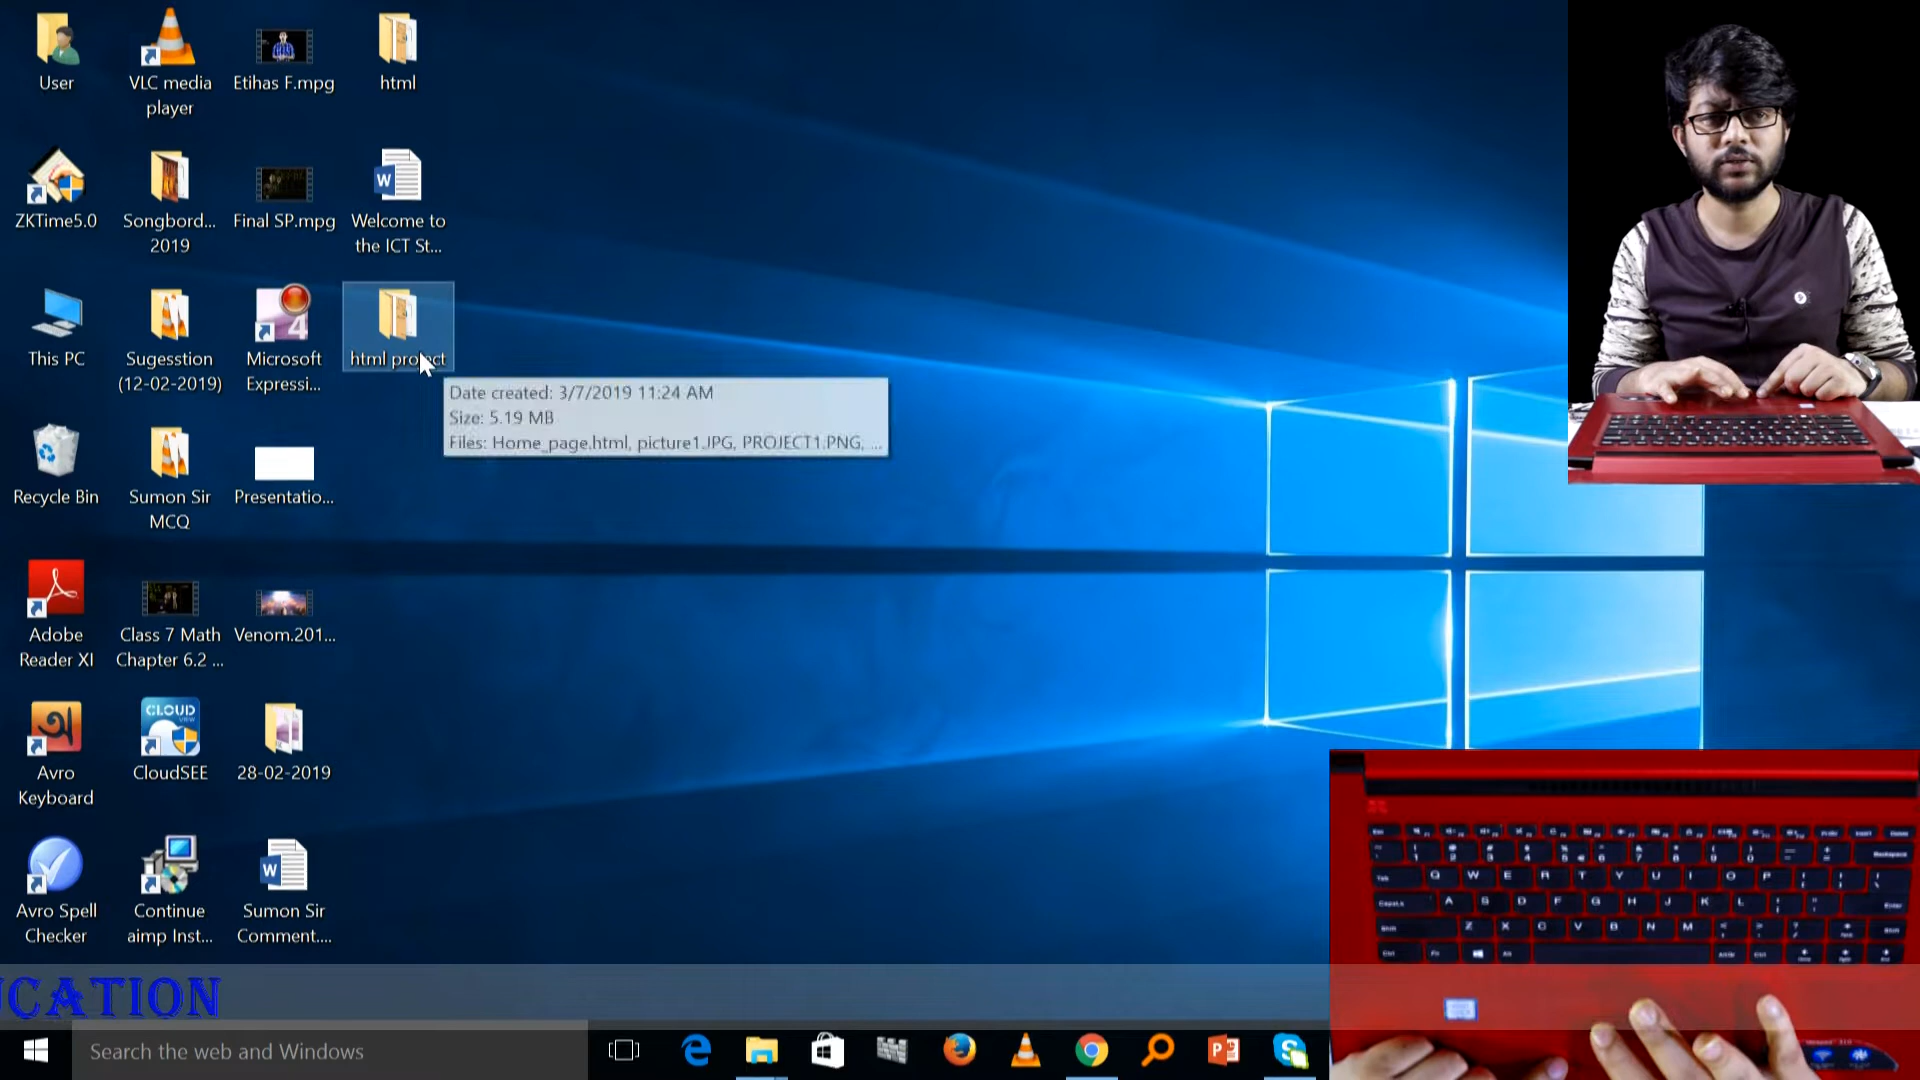 User
VLC media
player
Etihas F.mpg
html
ZKTime5.0
Songbord...
2019
Final SP.mpg
Welcome to
the ICT St...
This PC
Sugesstion
(12-02-2019)
Microsoft
Expressi...
html project
Date created: 3/7/2019 11:24 AM
Size: 5.19 MB
Files: Home_page.html, picture1.JPG, PROJECT1.PNG, ...
Recycle Bin
Sumon Sir
MCQ
Presentatio...
Adobe
Reader XI
Class 7 Math
Chapter 6.2 ...
Venom.201...
Avro
Keyboard
CLOUD
CloudSEE
28-02-2019
Avro Spell
Checker
Continue
aimp Inst...
Sumon Sir
Comment....
UCATION
Search the web and Windows
Q W E R T Y U I O P
A S D F G H J K L
Z X C V B N M